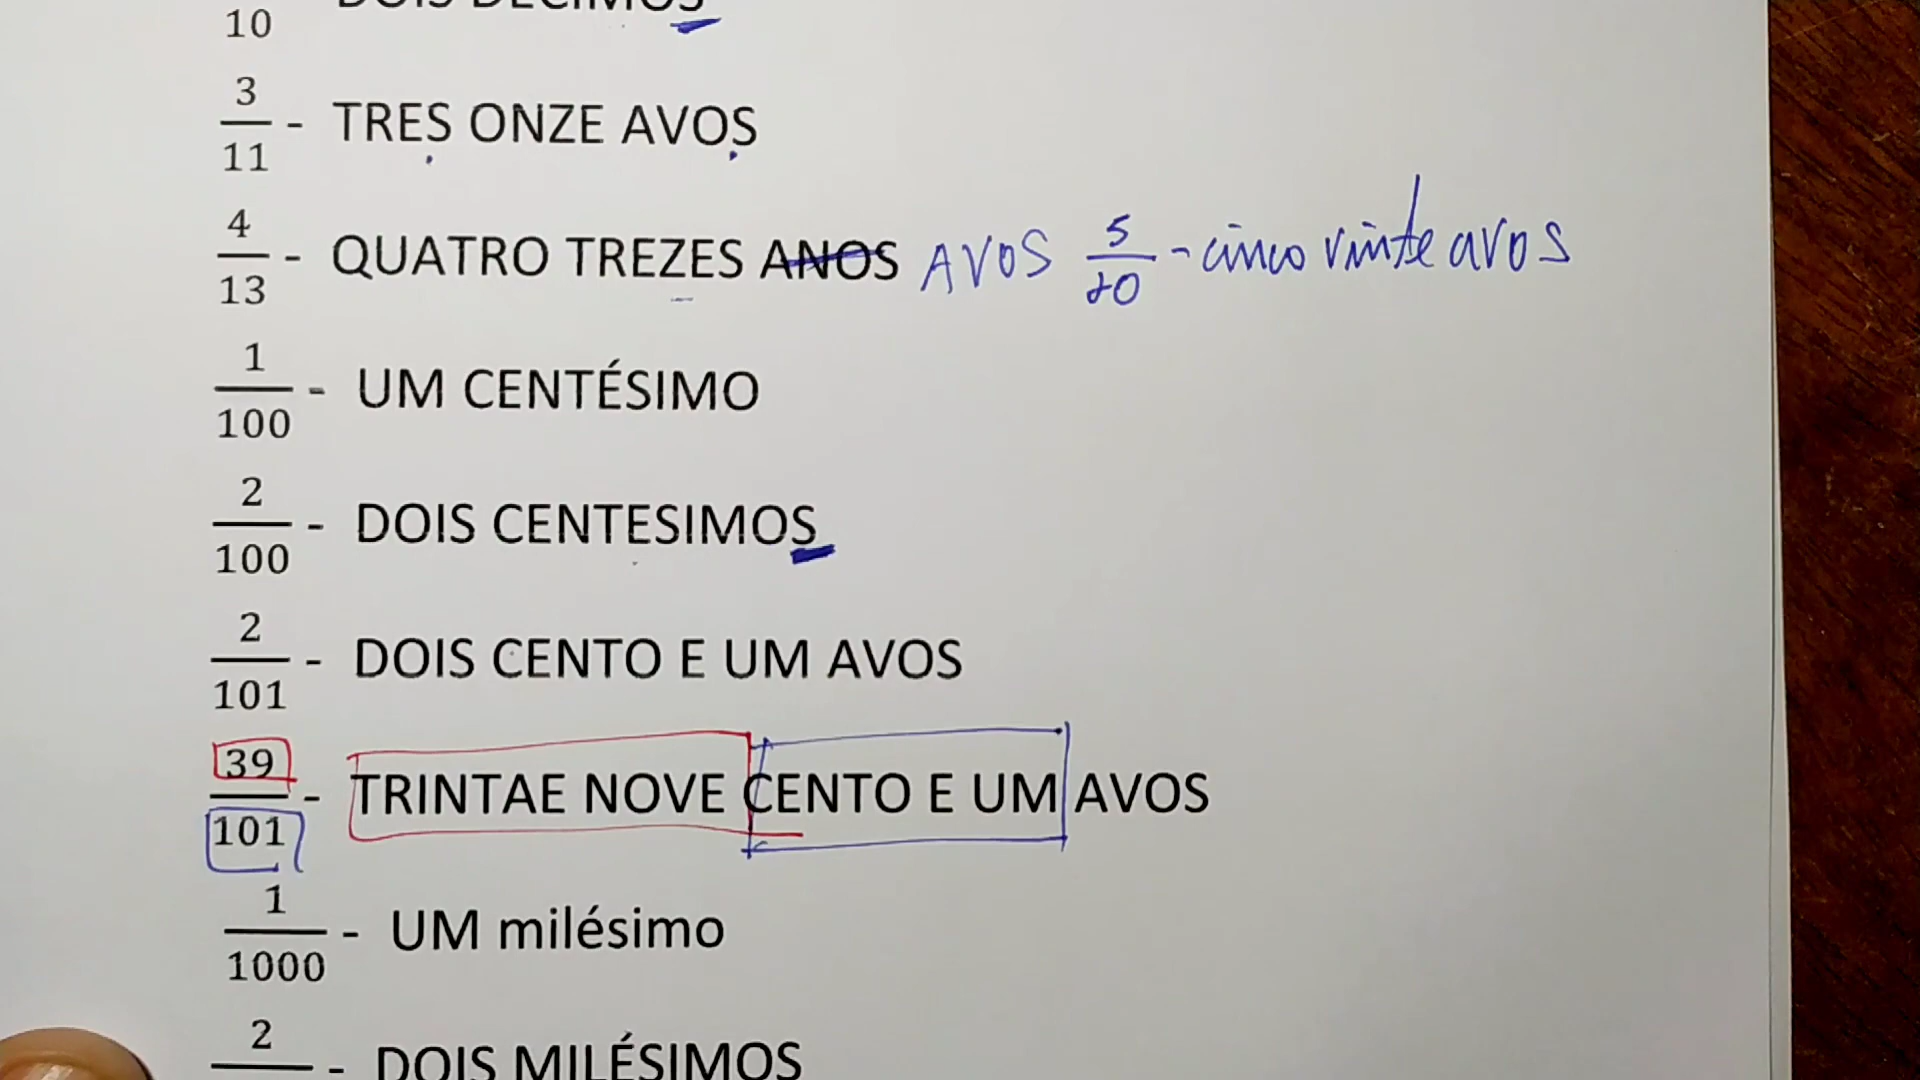 10 DOIS DECIMOS
3/11 - TRES ONZE AVOS
4/13 - QUATRO TREZES ANOS AVOS 5/20 - cinco vinte avos
1/100 - UM CENTÉSIMO
2/100 - DOIS CENTESIMOS
2/101 - DOIS CENTO E UM AVOS
39/101 - TRINTAE NOVE CENTO E UM AVOS
1/1000 - UM milésimo
2 - DOIS MILÉSIMOS